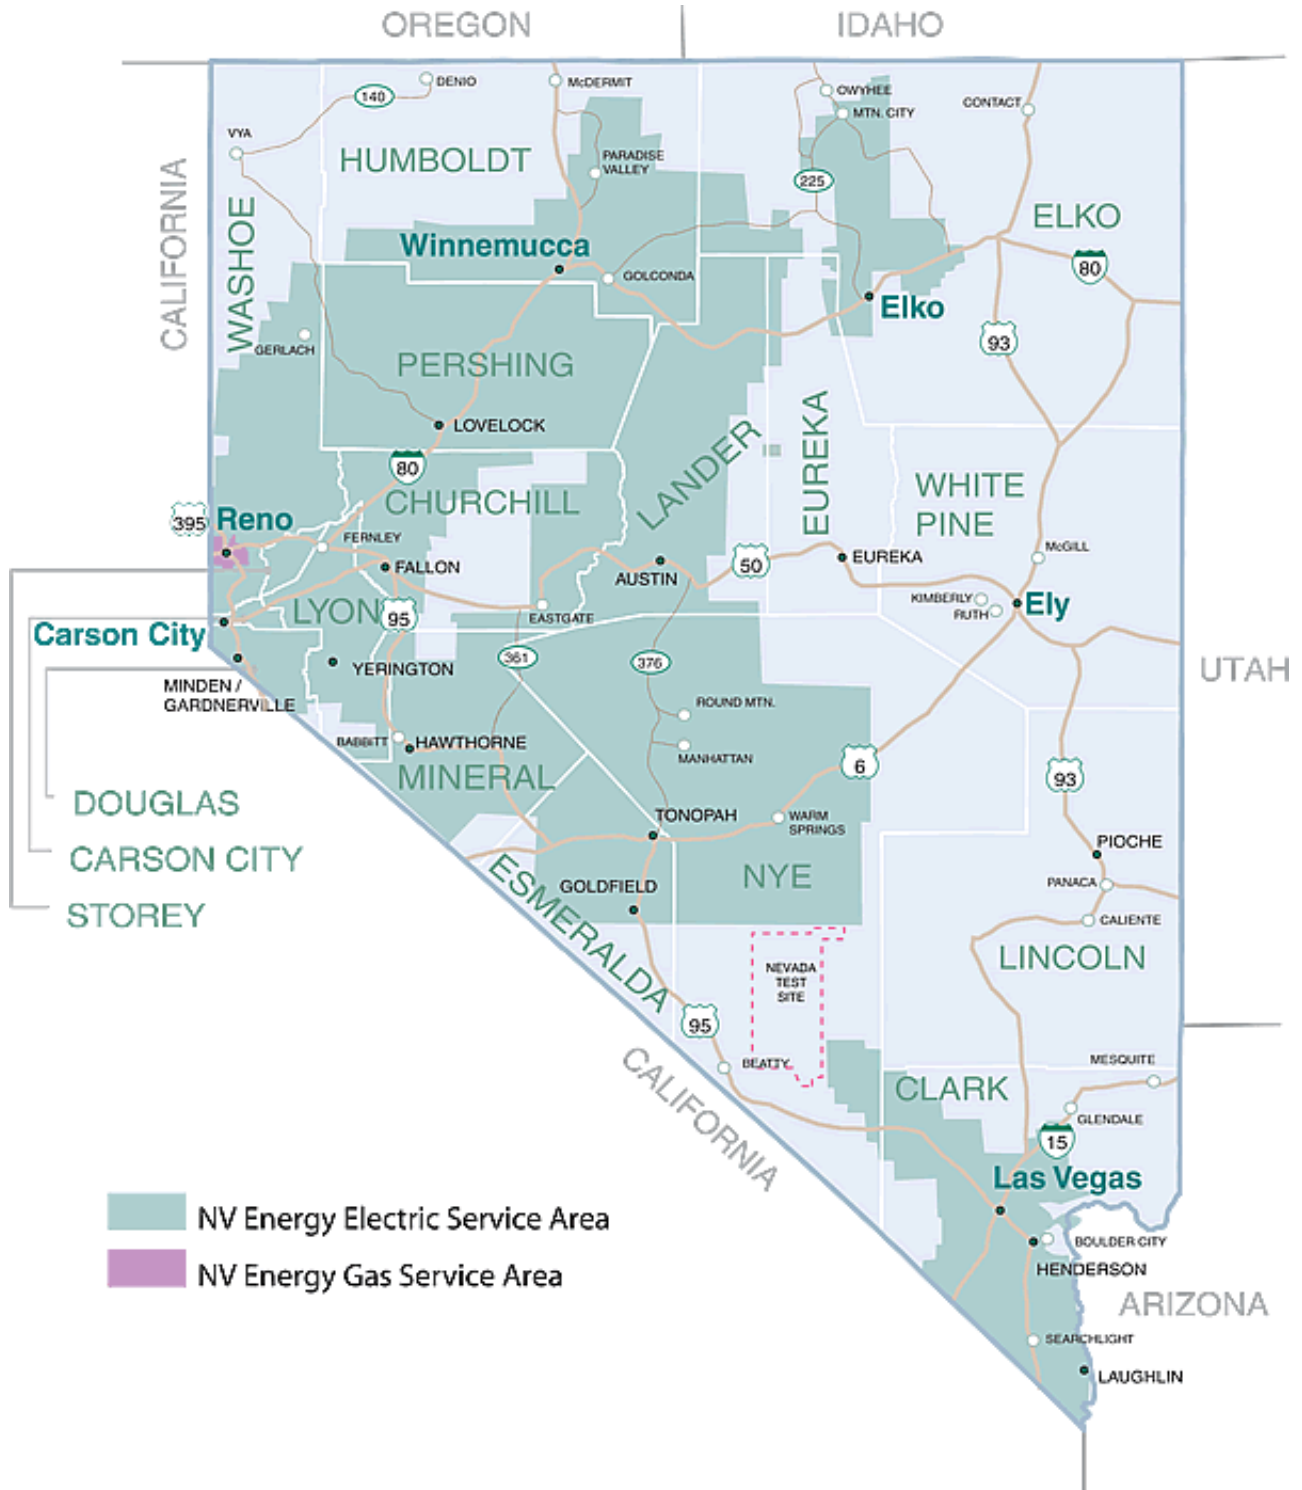 OREGON
IDAHO
DENIO
McDERMIT
140
OWYHEE
MTN. CITY
CONTACT
VYA
HUMBOLDT
PARADISE
VALLEY
225
CALIFORNIA
WASHOE
ELKO
Winnemucca
80
GOLCONDA
Elko
GERLACH
93
PERSHING
LOVELOCK
EUREKA
LANDER
80
CHURCHILL
WHITE
PINE
395
Reno
FERNLEY
FALLON
AUSTIN
50
EUREKA
McGILL
KIMBERLY
RUTH
Ely
LYON
95
EASTGATE
Carson City
361
376
YERINGTON
UTAH
MINDEN /
GARDNERVILLE
ROUND MTN.
BABBITT
HAWTHORNE
MANHATTAN
6
MINERAL
93
DOUGLAS
TONOPAH
WARM
SPRINGS
PIOCHE
CARSON CITY
ESMERALDA
GOLDFIELD
NYE
PANACA
STOREY
CALIENTE
LINCOLN
NEVADA
TEST
SITE
95
BEATTY
MESQUITE
CALIFORNIA
CLARK
GLENDALE
15
Las Vegas
NV Energy Electric Service Area
BOULDER CITY
HENDERSON
NV Energy Gas Service Area
ARIZONA
SEARCHLIGHT
LAUGHLIN